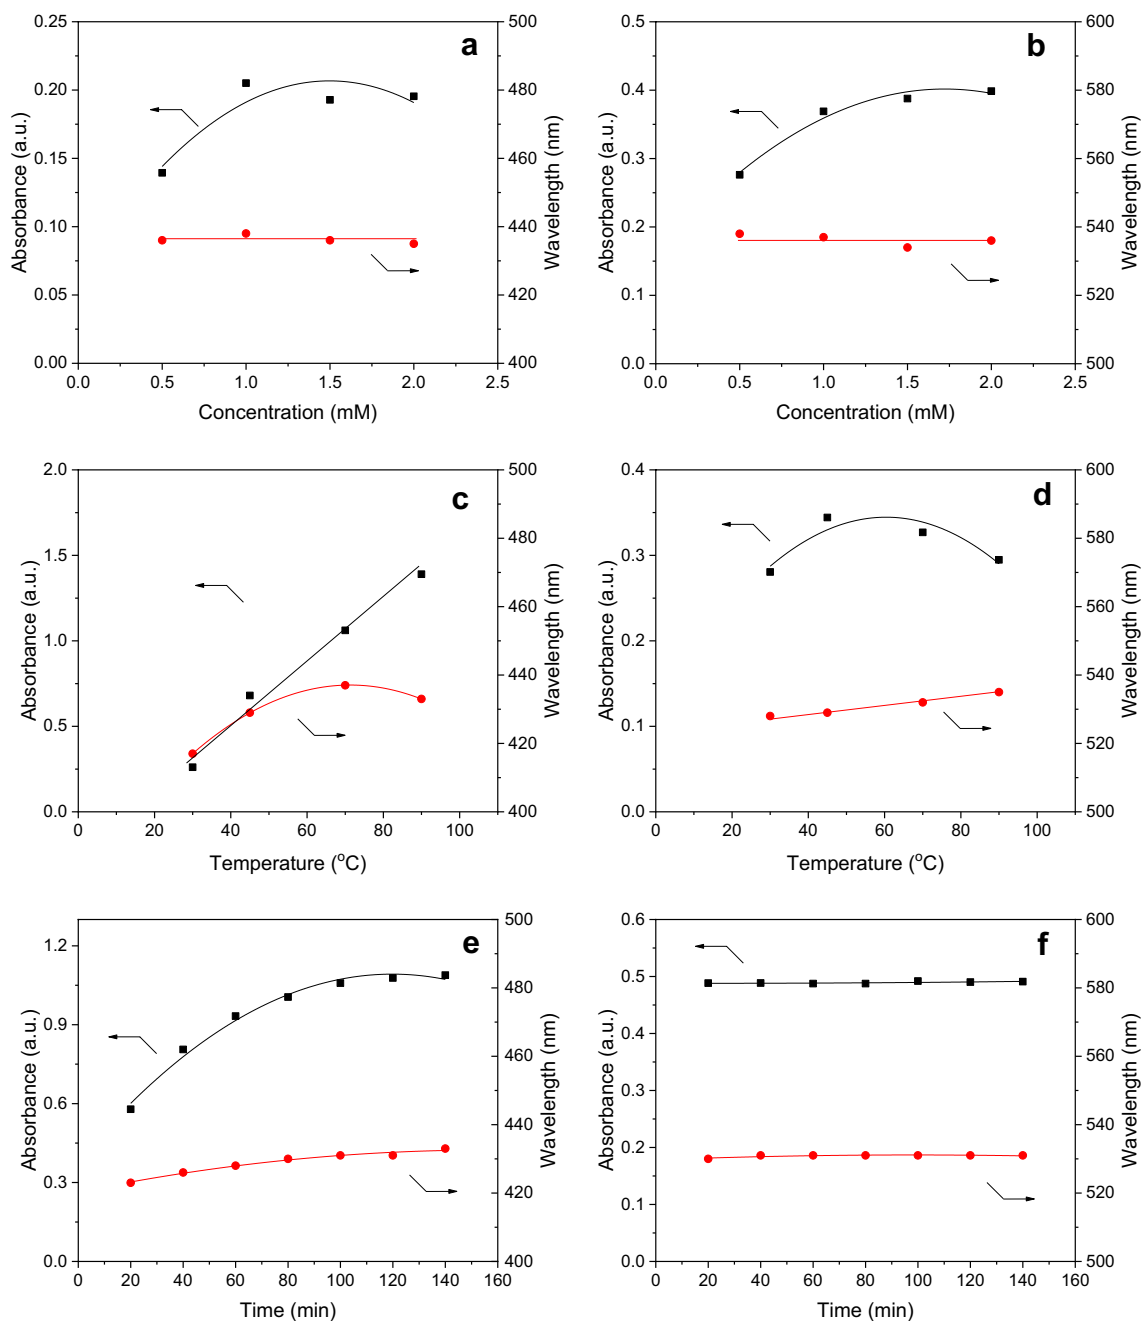 a
0.25
0.20
0.15
0.10
0.05
0.00
Absorbance (a.u.)
500
480
460
440
420
400
Wavelength (nm)
0.0 0.5 1.0 1.5 2.0 2.5
Concentration (mM)
b
0.5
0.4
0.3
0.2
0.1
0.0
Absorbance (a.u.)
600
580
560
540
520
500
Wavelength (nm)
0.0 0.5 1.0 1.5 2.0 2.5
Concentration (mM)
c
2.0
1.5
1.0
0.5
0.0
Absorbance (a.u.)
500
480
460
440
420
400
Wavelength (nm)
0 20 40 60 80 100
Temperature (°C)
d
0.4
0.3
0.2
0.1
0.0
Absorbance (a.u.)
600
580
560
540
520
500
Wavelength (nm)
0 20 40 60 80 100
Temperature (°C)
e
1.2
0.9
0.6
0.3
0.0
Absorbance (a.u.)
500
480
460
440
420
400
Wavelength (nm)
0 20 40 60 80 100 120 140 160
Time (min)
f
0.6
0.5
0.4
0.3
0.2
0.1
0.0
Absorbance (a.u.)
600
580
560
540
520
500
Wavelength (nm)
0 20 40 60 80 100 120 140 160
Time (min)